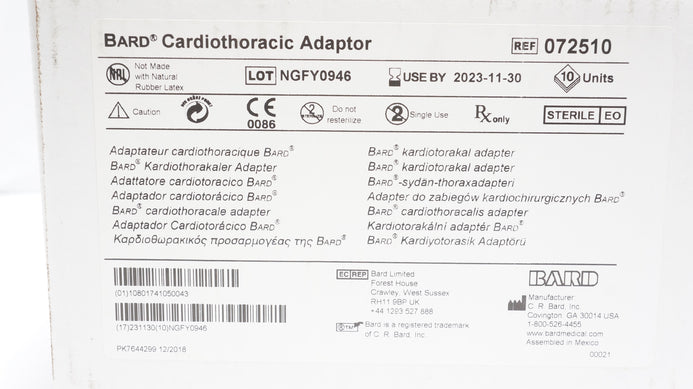 BARD® Cardiothoracic Adaptor
REF 072510
NRL Not Made
with Natural
Rubber Latex
LOT NGFY0946
USE BY 2023-11-30
10 Units
Caution
CE
0086
2
Do not
resterilize
2 Single Use
Rx only
STERILE EO
Adaptateur cardiothoracique BARD®
BARD® Kardiothorakaler Adapter
Adattatore cardiotoracico BARD®
Adaptador cardiotorácico BARD®
BARD® cardiothoracale adapter
Adaptador Cardiotorácico BARD®
Καρδιοθωρακικός προσαρμογέας της BARD®
BARD® kardiotorakal adapter
BARD® kardiotorakal adapter
BARD®-sydän-thoraxadapteri
Adapter do zabiegów kardiochirurgicznych BARD®
BARD® cardiothoracalis adapter
Kardiotorakální adaptér BARD®
BARD® Kardiyotorasik Adaptörü
(01)10801741050043
(17)231130(10)NGFY0946
PK7644299 12/2018
EC REP Bard Limited
Forest House
Crawley, West Sussex
RH11 9BP UK
+44 1293 527 888
®/™ Bard is a registered trademark
of C. R. Bard, Inc.
BARD
Manufacturer:
C. R. Bard, Inc.
Covington, GA 30014 USA
1-800-526-4455
www.bardmedical.com
Assembled in Mexico
00021